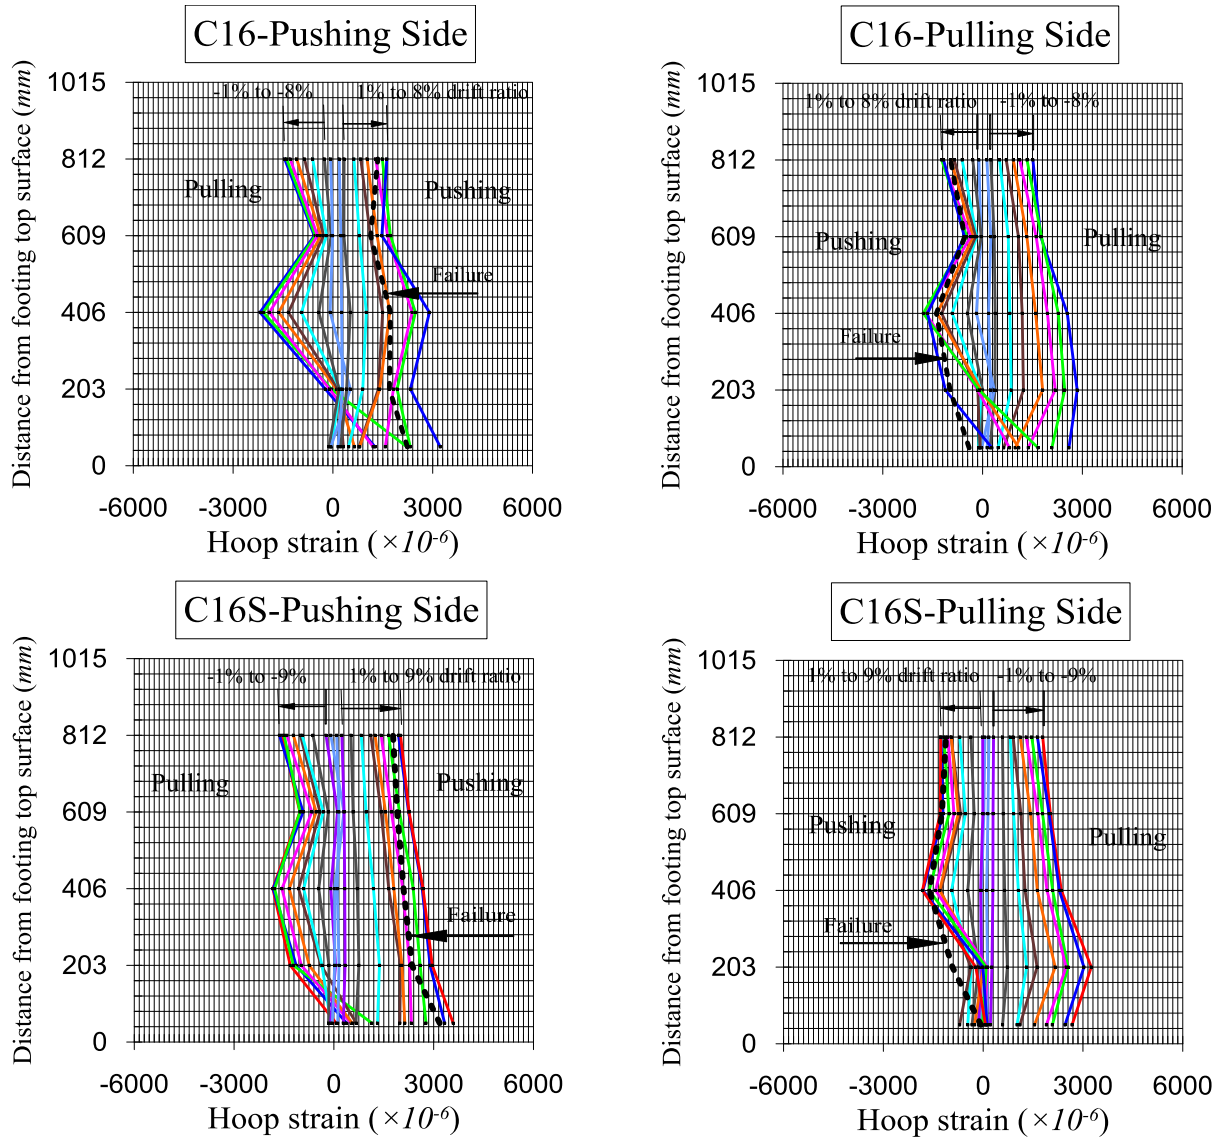 C16-Pushing Side
Distance from footing top surface (mm)
1015
812
609
406
203
0
-1% to -8%
1% to 8% drift ratio
Pulling
Pushing
Failure
-6000 -3000 0 3000 6000
Hoop strain (×10⁻⁶)
C16-Pulling Side
Distance from footing top surface (mm)
1015
812
609
406
203
0
1% to 8% drift ratio
-1% to -8%
Pushing
Pulling
Failure
-6000 -3000 0 3000 6000
Hoop strain (×10⁻⁶)
C16S-Pushing Side
Distance from footing top surface (mm)
1015
812
609
406
203
0
-1% to -9%
1% to 9% drift ratio
Pulling
Pushing
Failure
-6000 -3000 0 3000 6000
Hoop strain (×10⁻⁶)
C16S-Pulling Side
Distance from footing top surface (mm)
1015
812
609
406
203
0
1% to 9% drift ratio
-1% to -9%
Pushing
Pulling
Failure
-6000 -3000 0 3000 6000
Hoop strain (×10⁻⁶)